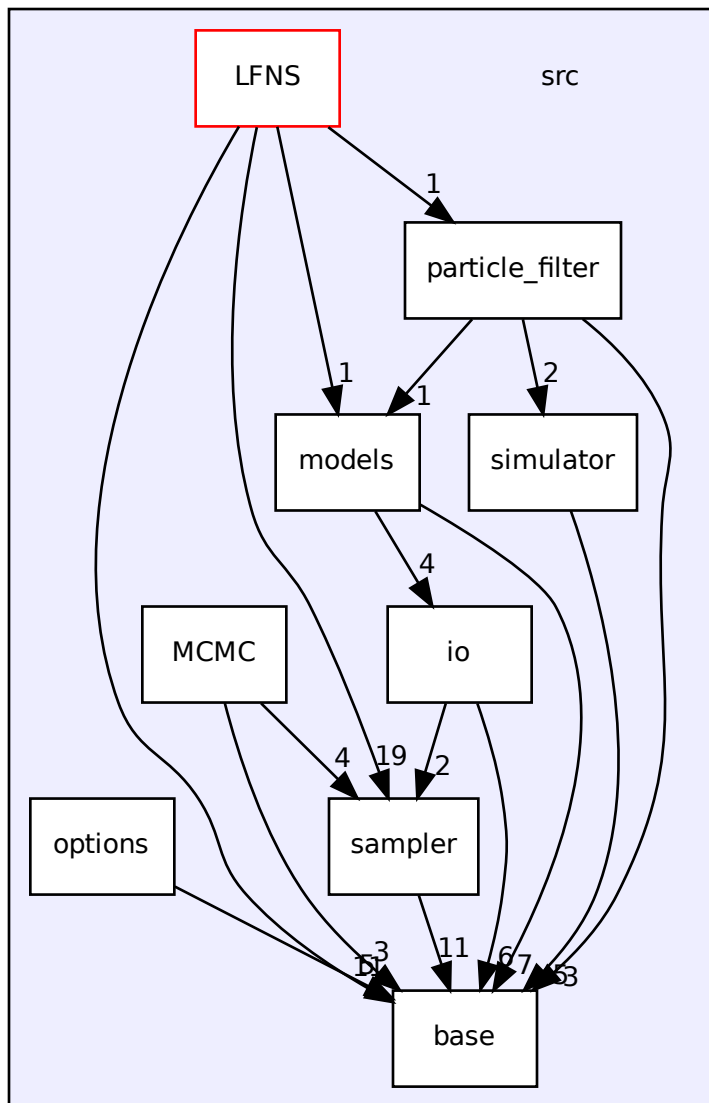 LFNS
src
1
particle_filter
1
1
2
models
simulator
4
MCMC
io
4
19
2
options
sampler
3
11
6
7
5
3
base